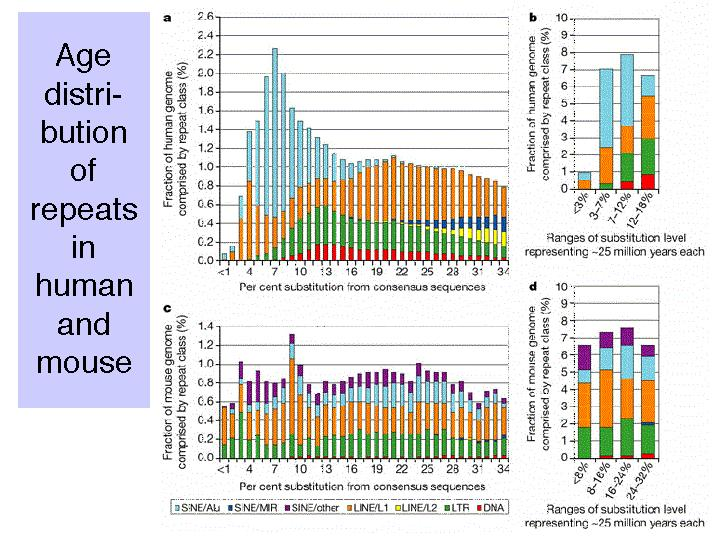 Age
distri-
bution
of
repeats
in
human
and
mouse
a
Fraction of human genome
comprised by repeat class (%)
2.6
2.4
2.2
2.0
1.8
1.6
1.4
1.2
1.0
0.8
0.6
0.4
0.2
0.0
<1 4 7 10 13 16 19 22 25 28 31 34
Per cent substitution from consensus sequences
b
Fraction of human genome
comprised by repeat class (%)
10
9
8
7
6
5
4
3
2
1
0
<3% 3–7% 7–12% 12–18%
Ranges of substitution level
representing ~25 million years each
c
Fraction of mouse genome
comprised by repeat class (%)
1.4
1.2
1.0
0.8
0.6
0.4
0.2
0.0
<1 4 7 10 13 16 19 22 25 28 31 34
Per cent substitution from consensus sequences
SINE/Alu SINE/MIR SINE/other LINE/L1 LINE/L2 LTR DNA
d
Fraction of mouse genome
comprised by repeat class (%)
10
9
8
7
6
5
4
3
2
1
0
<8% 8–16% 16–24% 24–32%
Ranges of substitution level
representing ~25 million years each